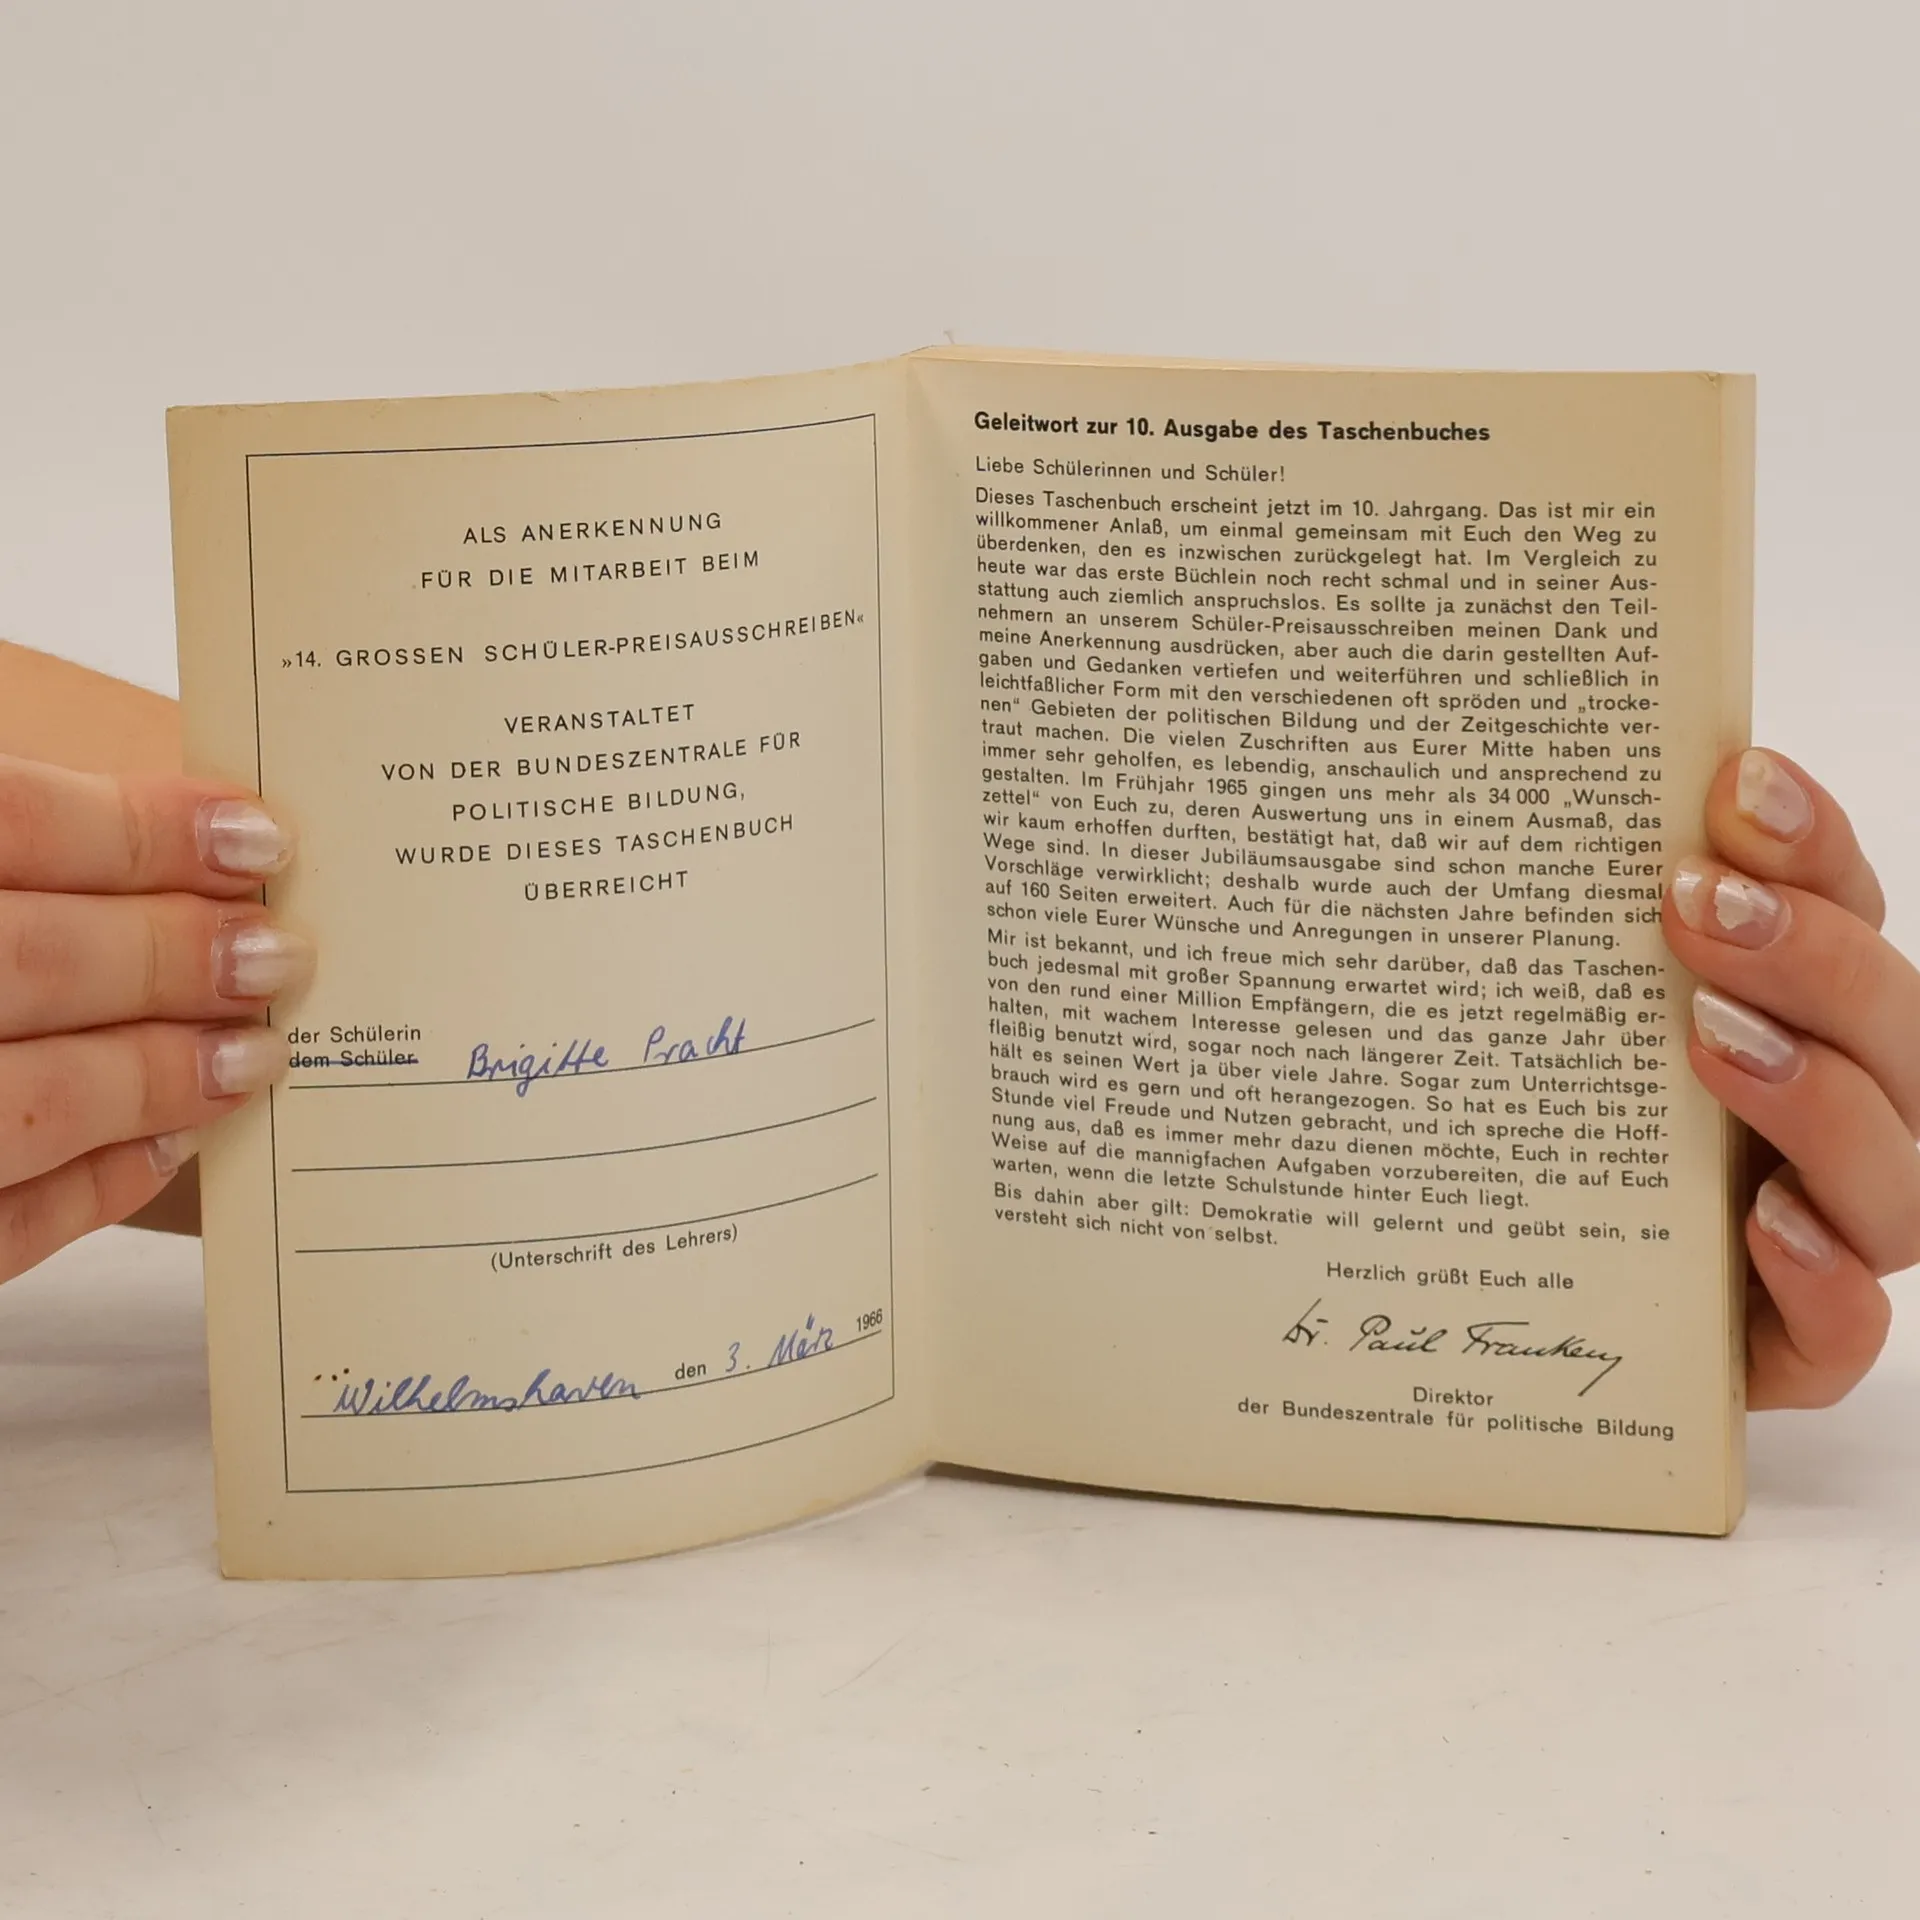 ALS ANERKENNUNG
FÜR DIE MITARBEIT BEIM
»14. GROSSEN SCHÜLER-PREISAUSSCHREIBEN«
VERANSTALTET
VON DER BUNDESZENTRALE FÜR
POLITISCHE BILDUNG,
WURDE DIESES TASCHENBUCH
ÜBERREICHT
der Schülerin
dem Schüler
Brigitte Pracht
(Unterschrift des Lehrers)
Wilhelmshaven den 3. März 1966
Geleitwort zur 10. Ausgabe des Taschenbuches
Liebe Schülerinnen und Schüler!
Dieses Taschenbuch erscheint jetzt im 10. Jahrgang. Das ist mir ein
willkommener Anlaß, um einmal gemeinsam mit Euch den Weg zu
überdenken, den es inzwischen zurückgelegt hat. Im Vergleich zu
heute war das erste Büchlein noch recht schmal und in seiner Aus-
stattung auch ziemlich anspruchslos. Es sollte ja zunächst den Teil-
nehmern an unserem Schüler-Preisausschreiben meinen Dank und
meine Anerkennung ausdrücken, aber auch die darin gestellten Auf-
gaben und Gedanken vertiefen und weiterführen und schließlich in
leichtfaßlicher Form mit den verschiedenen oft spröden und „trocke-
nen“ Gebieten der politischen Bildung und der Zeitgeschichte ver-
traut machen. Die vielen Zuschriften aus Eurer Mitte haben uns
immer sehr geholfen, es lebendig, anschaulich und ansprechend zu
gestalten. Im Frühjahr 1965 gingen uns mehr als 34 000 „Wunsch-
zettel“ von Euch zu, deren Auswertung uns in einem Ausmaß, das
wir kaum erhoffen durften, bestätigt hat, daß wir auf dem richtigen
Wege sind. In dieser Jubiläumsausgabe sind schon manche Eurer
Vorschläge verwirklicht; deshalb wurde auch der Umfang diesmal
auf 160 Seiten erweitert. Auch für die nächsten Jahre befinden sich
schon viele Eurer Wünsche und Anregungen in unserer Planung.
Mir ist bekannt, und ich freue mich sehr darüber, daß das Taschen-
buch jedesmal mit großer Spannung erwartet wird; ich weiß, daß es
von den rund einer Million Empfängern, die es jetzt regelmäßig er-
halten, mit wachem Interesse gelesen und das ganze Jahr über
fleißig benutzt wird, sogar noch nach längerer Zeit. Tatsächlich be-
hält es seinen Wert ja über viele Jahre. Sogar zum Unterrichtsge-
brauch wird es gern und oft herangezogen. So hat es Euch bis zur
Stunde viel Freude und Nutzen gebracht, und ich spreche die Hoff-
nung aus, daß es immer mehr dazu dienen möchte, Euch in rechter
Weise auf die mannigfachen Aufgaben vorzubereiten, die auf Euch
warten, wenn die letzte Schulstunde hinter Euch liegt.
Bis dahin aber gilt: Demokratie will gelernt und geübt sein, sie
versteht sich nicht von selbst.
Herzlich grüßt Euch alle
Dr. Paul Franken
Direktor
der Bundeszentrale für politische Bildung